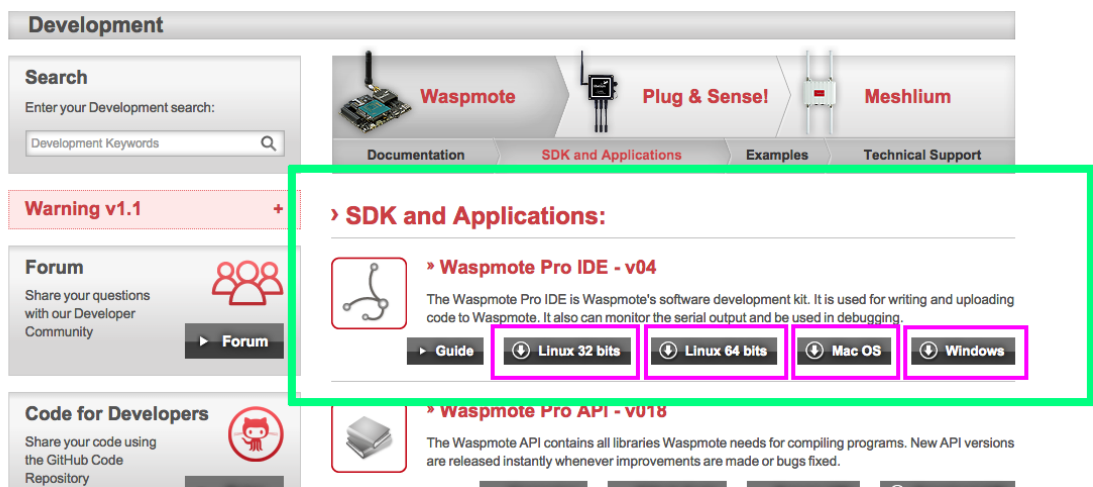 Development
Search
Enter your Development search:
Development Keywords
Warning v1.1 +
Forum
Share your questions
with our Developer
Community
Forum
Code for Developers
Share your code using
the GitHub Code
Repository
Waspmote
Plug & Sense!
Meshlium
Documentation
SDK and Applications
Examples
Technical Support
› SDK and Applications:
» Waspmote Pro IDE - v04
The Waspmote Pro IDE is Waspmote's software development kit. It is used for writing and uploading
code to Waspmote. It also can monitor the serial output and be used in debugging.
Guide
Linux 32 bits
Linux 64 bits
Mac OS
Windows
» Waspmote Pro API - v018
The Waspmote API contains all libraries Waspmote needs for compiling programs. New API versions
are released instantly whenever improvements are made or bugs fixed.